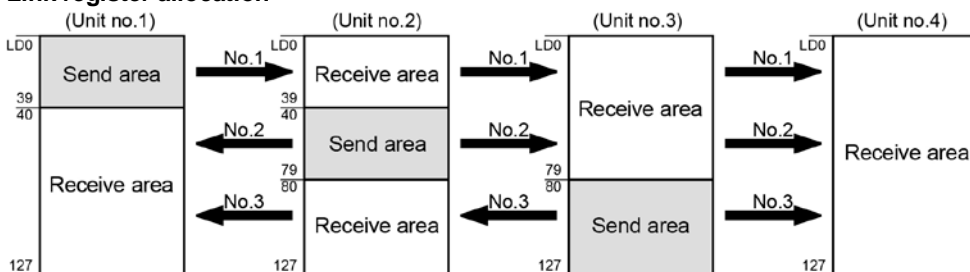 Link register allocation
(Unit no.1) (Unit no.2) (Unit no.3) (Unit no.4)
LD0 LD0 LD0 LD0
Send area No.1 Receive area No.1 No.1
39 39
40 40
Receive area
No.2 Send area No.2 No.2
Receive area
Receive area
79 79
80 80
No.3 Receive area No.3 Send area No.3
127 127 127 127